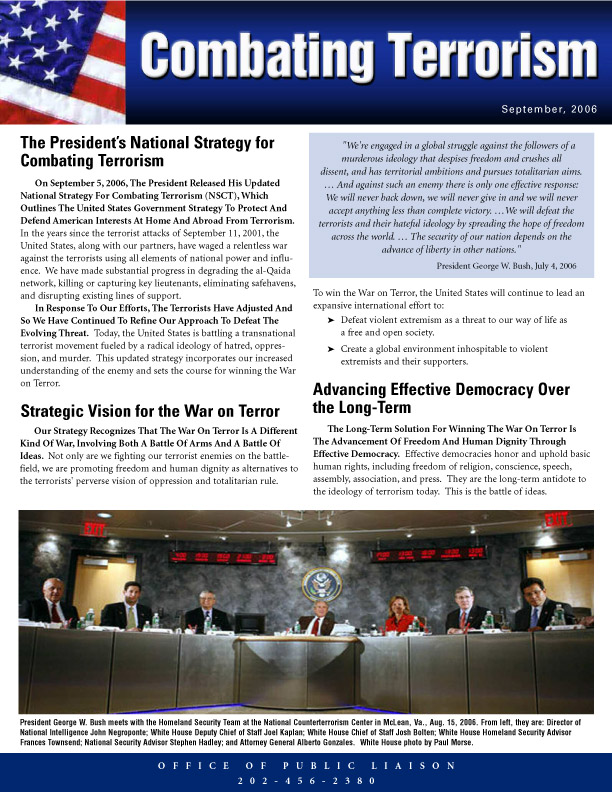 Combating Terrorism
September, 2006
The President's National Strategy for
Combating Terrorism
On September 5, 2006, The President Released His Updated
National Strategy For Combating Terrorism (NSCT), Which
Outlines The United States Government Strategy To Protect And
Defend American Interests At Home And Abroad From Terrorism.
In the years since the terrorist attacks of September 11, 2001, the
United States, along with our partners, have waged a relentless war
against the terrorists using all elements of national power and influ-
ence. We have made substantial progress in degrading the al-Qaida
network, killing or capturing key lieutenants, eliminating safehavens,
and disrupting existing lines of support.
In Response To Our Efforts, The Terrorists Have Adjusted And
So We Have Continued To Refine Our Approach To Defeat The
Evolving Threat. Today, the United States is battling a transnational
terrorist movement fueled by a radical ideology of hatred, oppres-
sion, and murder. This updated strategy incorporates our increased
understanding of the enemy and sets the course for winning the War
on Terror.
Strategic Vision for the War on Terror
Our Strategy Recognizes That The War On Terror Is A Different
Kind Of War, Involving Both A Battle Of Arms And A Battle Of
Ideas. Not only are we fighting our terrorist enemies on the battle-
field, we are promoting freedom and human dignity as alternatives to
the terrorists' perverse vision of oppression and totalitarian rule.
"We're engaged in a global struggle against the followers of a
murderous ideology that despises freedom and crushes all
dissent, and has territorial ambitions and pursues totalitarian aims.
… And against such an enemy there is only one effective response:
We will never back down, we will never give in and we will never
accept anything less than complete victory. …We will defeat the
terrorists and their hateful ideology by spreading the hope of freedom
across the world. … The security of our nation depends on the
advance of liberty in other nations."
President George W. Bush, July 4, 2006
To win the War on Terror, the United States will continue to lead an
expansive international effort to:
➤ Defeat violent extremism as a threat to our way of life as
a free and open society.
➤ Create a global environment inhospitable to violent
extremists and their supporters.
Advancing Effective Democracy Over
the Long-Term
The Long-Term Solution For Winning The War On Terror Is
The Advancement Of Freedom And Human Dignity Through
Effective Democracy. Effective democracies honor and uphold basic
human rights, including freedom of religion, conscience, speech,
assembly, association, and press. They are the long-term antidote to
the ideology of terrorism today. This is the battle of ideas.
EXIT
EXIT
President George W. Bush meets with the Homeland Security Team at the National Counterterrorism Center in McLean, Va., Aug. 15, 2006. From left, they are: Director of
National Intelligence John Negroponte; White House Deputy Chief of Staff Joel Kaplan; White House Chief of Staff Josh Bolten; White House Homeland Security Advisor
Frances Townsend; National Security Advisor Stephen Hadley; and Attorney General Alberto Gonzales. White House photo by Paul Morse.
OFFICE OF PUBLIC LIAISON
202-456-2380